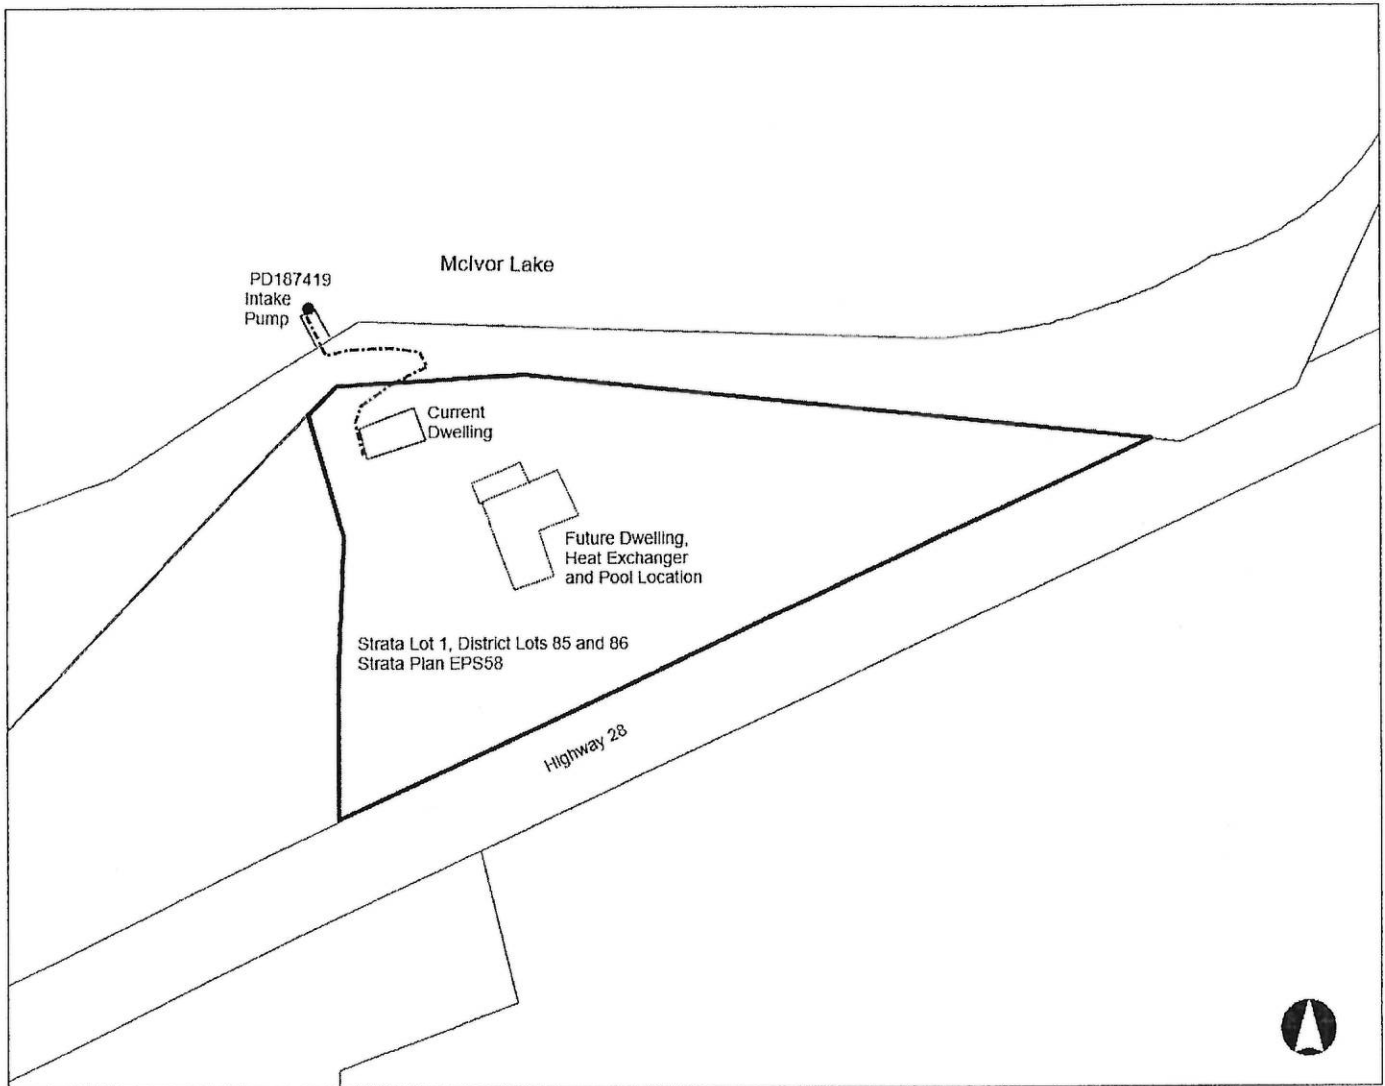 McIvor Lake
PD187419
Intake
Pump
Current
Dwelling
Future Dwelling,
Heat Exchanger
and Pool Location
Strata Lot 1, District Lots 85 and 86
Strata Plan EPS58
Highway 28